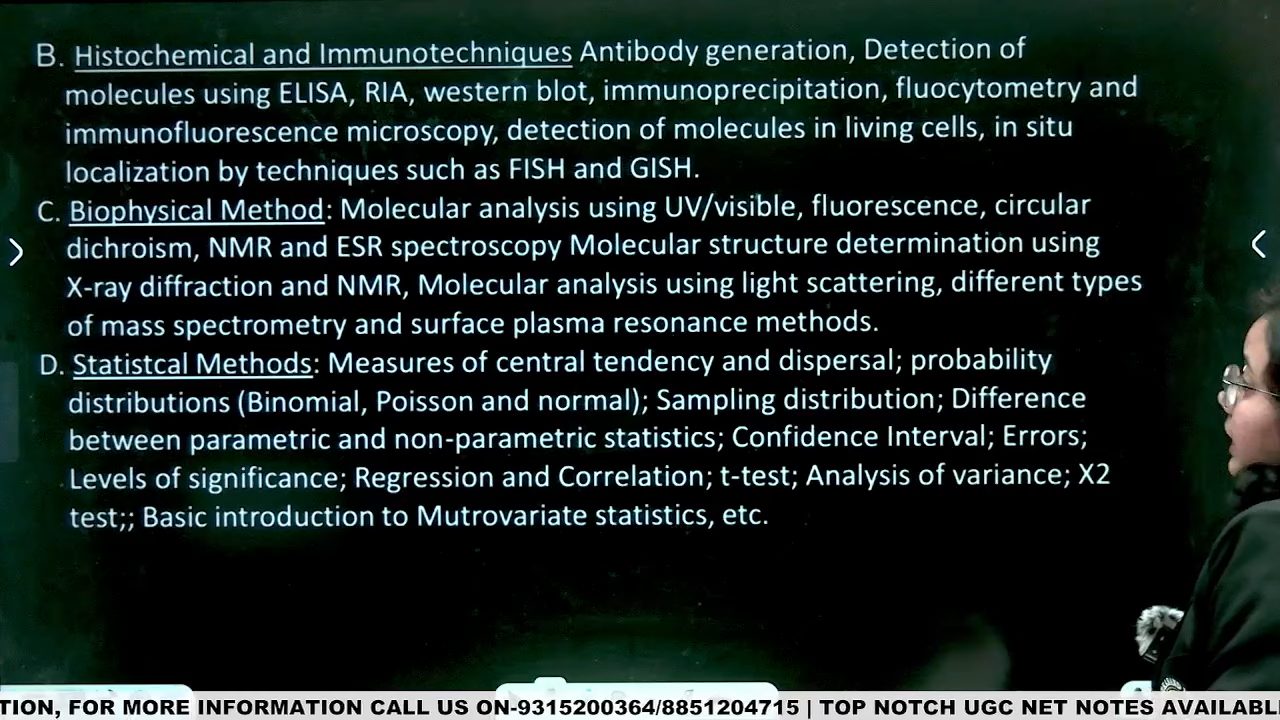 B. Histochemical and Immunotechniques Antibody generation, Detection of
molecules using ELISA, RIA, western blot, immunoprecipitation, fluocytometry and
immunofluorescence microscopy, detection of molecules in living cells, in situ
localization by techniques such as FISH and GISH.
C. Biophysical Method: Molecular analysis using UV/visible, fluorescence, circular
dichroism, NMR and ESR spectroscopy Molecular structure determination using
X-ray diffraction and NMR, Molecular analysis using light scattering, different types
of mass spectrometry and surface plasma resonance methods.
D. Statistcal Methods: Measures of central tendency and dispersal; probability
distributions (Binomial, Poisson and normal); Sampling distribution; Difference
between parametric and non-parametric statistics; Confidence Interval; Errors;
Levels of significance; Regression and Correlation; t-test; Analysis of variance; X2
test;; Basic introduction to Mutrovariate statistics, etc.
TION, FOR MORE INFORMATION CALL US ON-9315200364/8851204715 | TOP NOTCH UGC NET NOTES AVAILABL